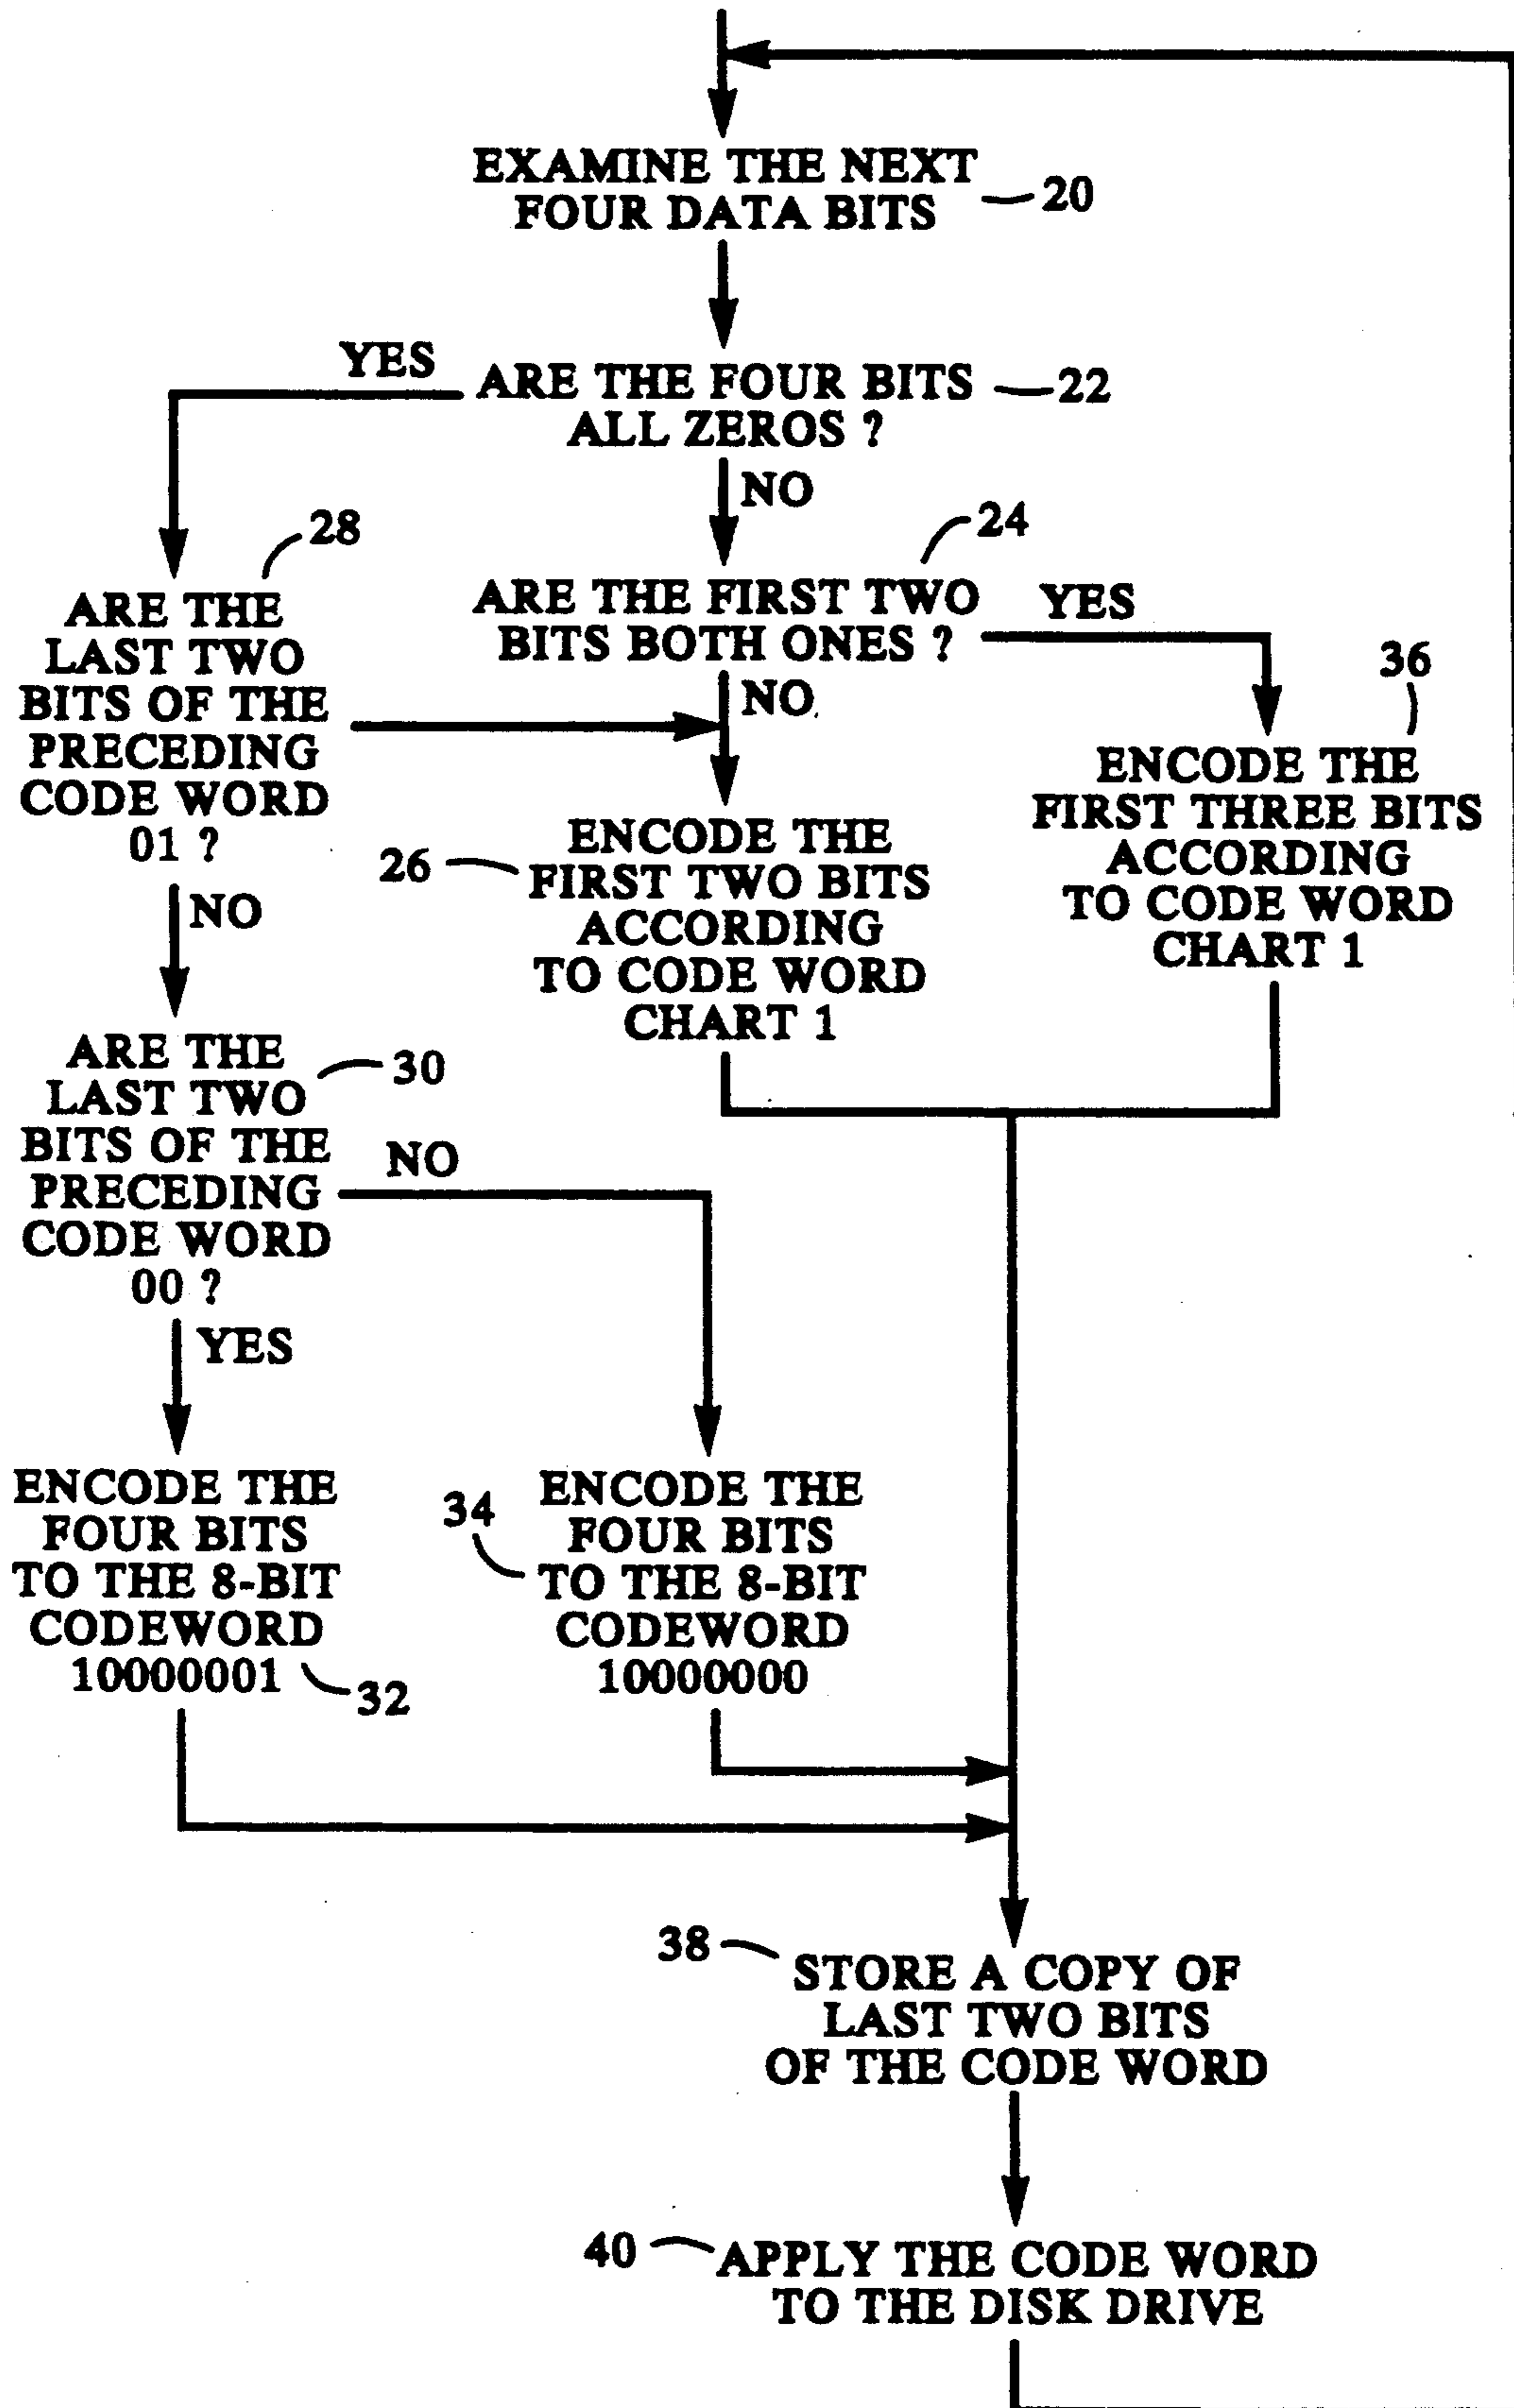 EXAMINE THE NEXT
FOUR DATA BITS
20
YES
ARE THE FOUR BITS
ALL ZEROS ?
22
NO
28
24
ARE THE
LAST TWO
BITS OF THE
PRECEDING
CODE WORD
01 ?
ARE THE FIRST TWO
BITS BOTH ONES ?
YES
NO
36
ENCODE THE
FIRST THREE BITS
ACCORDING
TO CODE WORD
CHART 1
26
ENCODE THE
FIRST TWO BITS
ACCORDING
TO CODE WORD
CHART 1
NO
ARE THE
LAST TWO
BITS OF THE
PRECEDING
CODE WORD
00 ?
30
NO
YES
ENCODE THE
FOUR BITS
TO THE 8-BIT
CODEWORD
10000001
32
34
ENCODE THE
FOUR BITS
TO THE 8-BIT
CODEWORD
10000000
38
STORE A COPY OF
LAST TWO BITS
OF THE CODE WORD
40
APPLY THE CODE WORD
TO THE DISK DRIVE